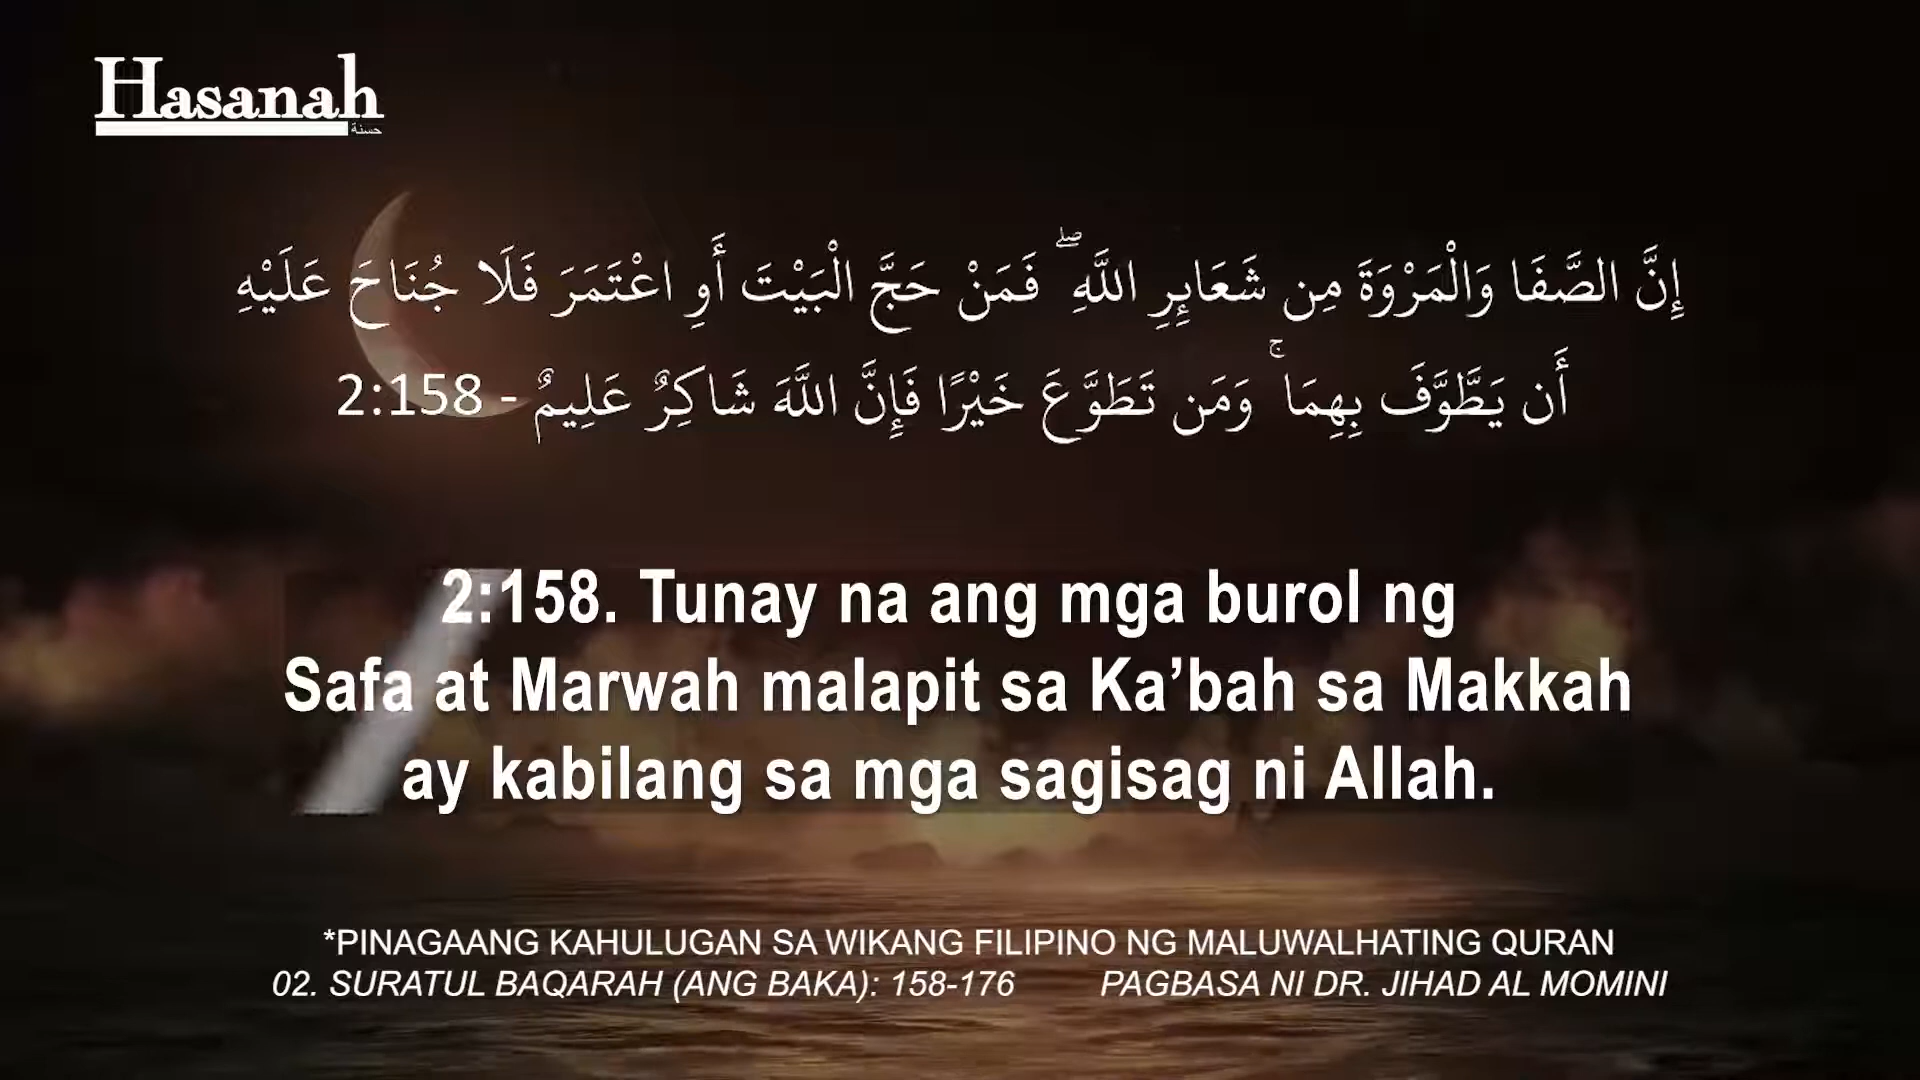 Hasanah
حسنة
إِنَّ الصَّفَا وَالْمَرْوَةَ مِن شَعَابِرِ اللَّهِ ۖ فَمَنْ حَجَّ الْبَيْتَ أَوِ اعْتَمَرَ فَلَا جُنَاحَ عَلَيْهِ
أَن يَطَّوَّفَ بِهِمَا ۚ وَمَن تَطَوَّعَ خَيْرًا فَإِنَّ اللَّهَ شَاكِرٌ عَلِيمٌ - 2:158
2:158. Tunay na ang mga burol ng
Safa at Marwah malapit sa Ka’bah sa Makkah
ay kabilang sa mga sagisag ni Allah.
*PINAGAANG KAHULUGAN SA WIKANG FILIPINO NG MALUWALHATING QURAN
02. SURATUL BAQARAH (ANG BAKA): 158-176 PAGBASA NI DR. JIHAD AL MOMINI